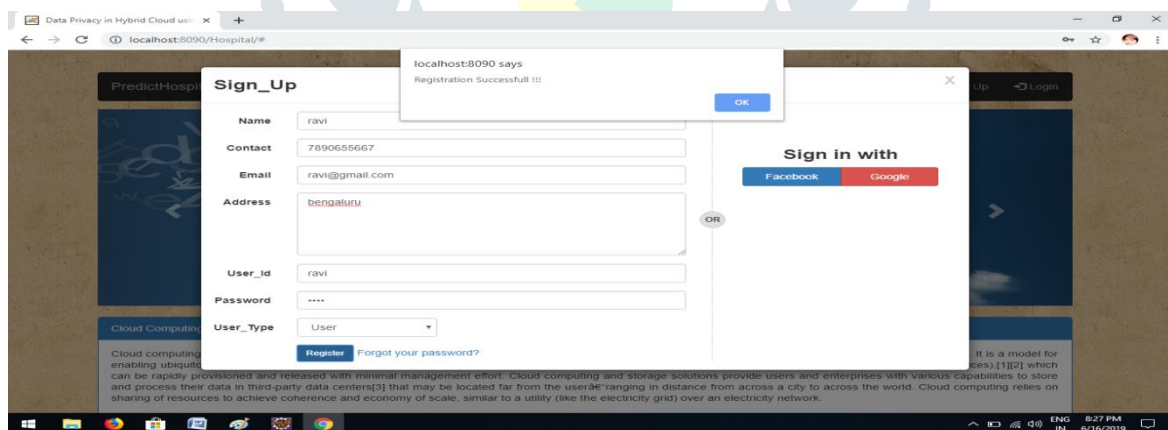 Data Privacy in Hybrid Cloud usi
localhost:8090/Hospital/#
PredictHospi
Up
Login
Sign_Up
localhost:8090 says
Registration Successfull !!!
OK
Name
ravi
Contact
7890655667
Email
ravi@gmail.com
Address
bengaluru
User_Id
ravi
Password
User_Type
User
Register Forgot your password?
OR
Sign in with
Facebook
Google
Cloud Computing
Cloud computing It is a model for
enabling ubiquito ces),[1][2] which
can be rapidly provisioned and released with minimal management effort. Cloud computing and storage solutions provide users and enterprises with various capabilities to store
and process their data in third-party data centers[3] that may be located far from the userâ€"ranging in distance from across a city to across the world. Cloud computing relies on
sharing of resources to achieve coherence and economy of scale, similar to a utility (like the electricity grid) over an electricity network.
ENG
IN
8:27 PM
6/16/2019